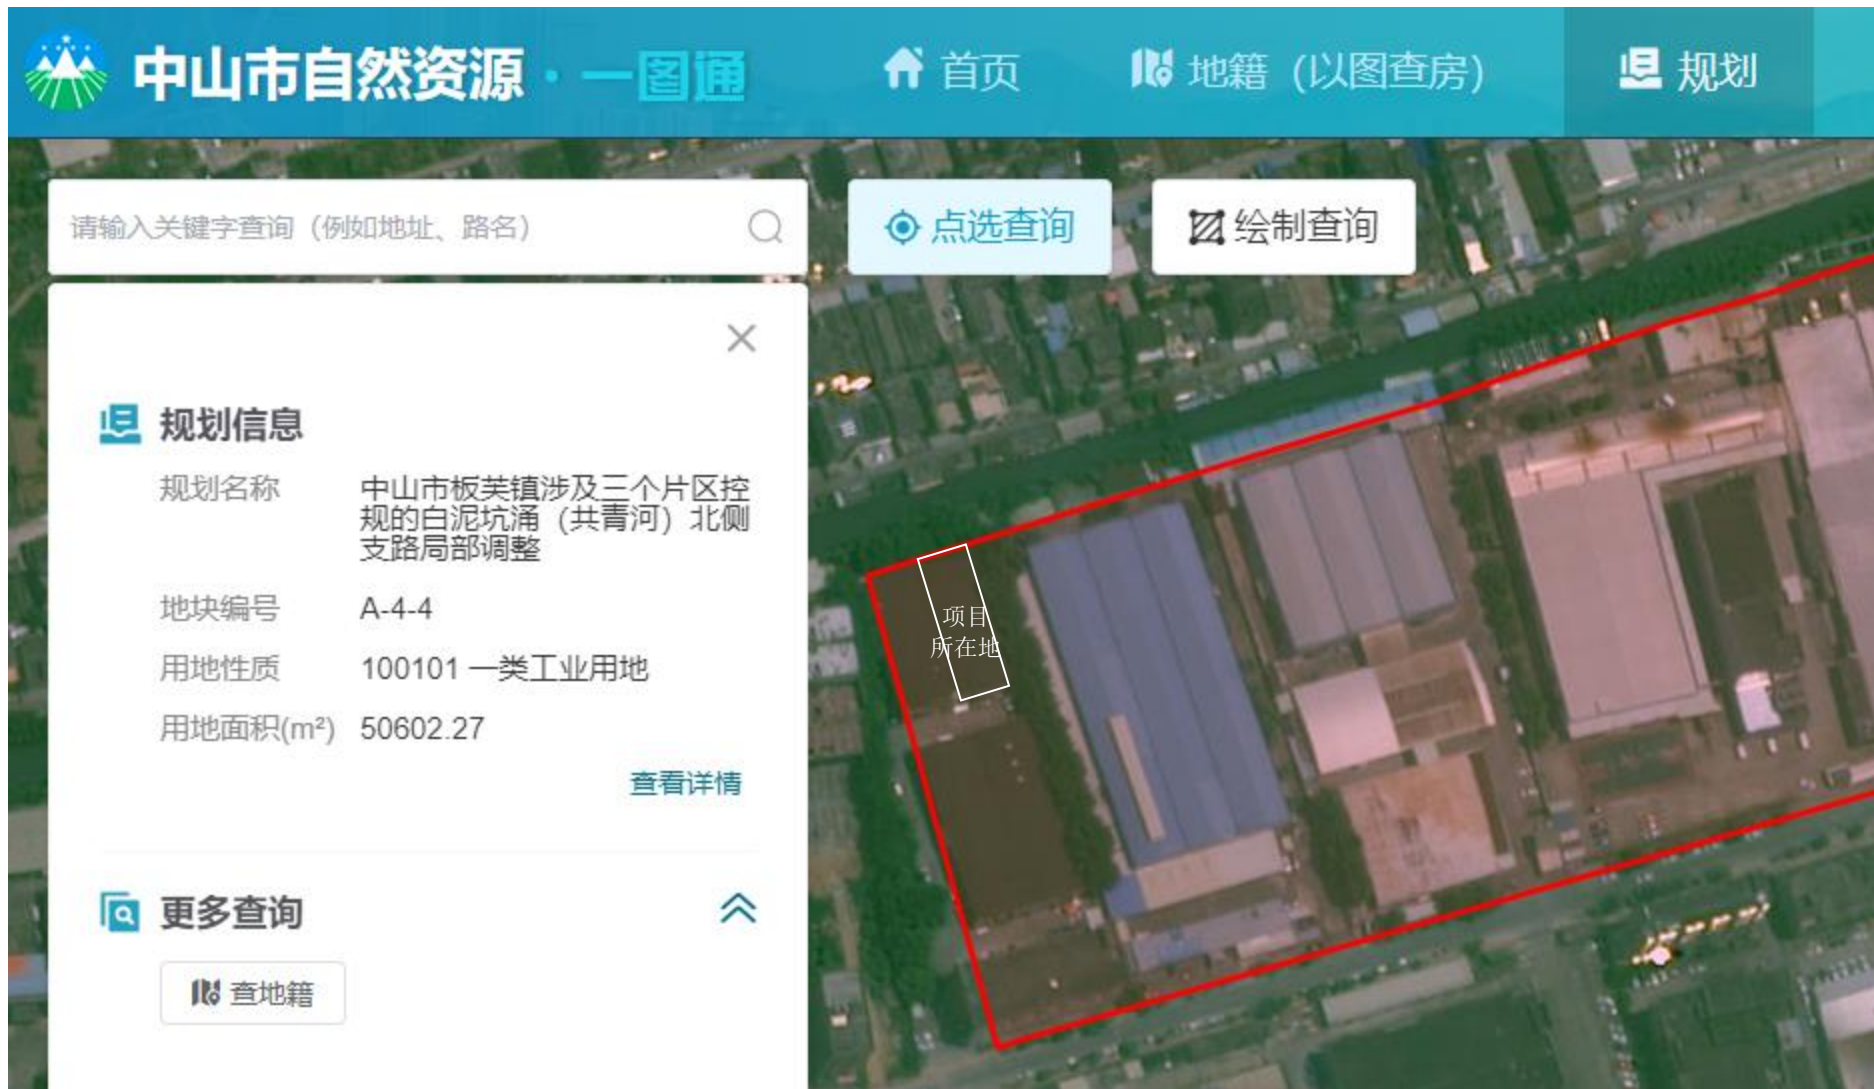 中山市自然资源·一图通
首页
地籍（以图查房）
规划
请输入关键字查询（例如地址、路名）
点选查询
绘制查询
规划信息
规划名称
中山市板芙镇涉及三个片区控
规的白泥坑涌（共青河）北侧
支路局部调整
地块编号
A-4-4
用地性质
100101 一类工业用地
用地面积(m²)
50602.27
查看详情
更多查询
查地籍
项目
所在地